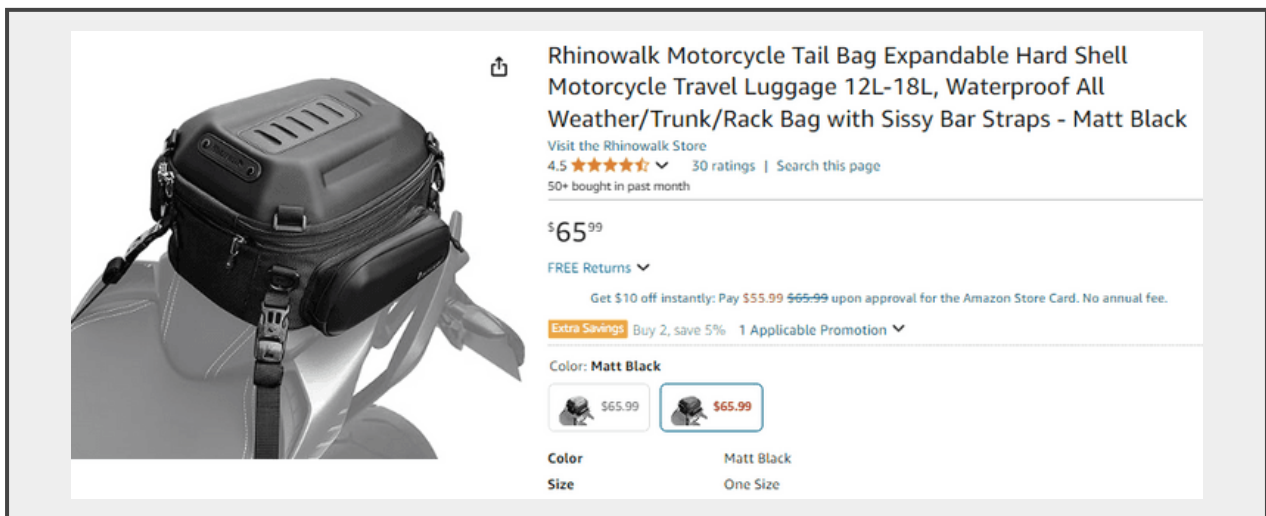 Rhinowalk Motorcycle Tail Bag Expandable Hard Shell
Motorcycle Travel Luggage 12L-18L, Waterproof All
Weather/Trunk/Rack Bag with Sissy Bar Straps - Matt Black
Visit the Rhinowalk Store
4.5 30 ratings | Search this page
50+ bought in past month
$65 99
FREE Returns
Get $10 off instantly: Pay $55.99 $65.99 upon approval for the Amazon Store Card. No annual fee.
Extra Savings Buy 2, save 5% 1 Applicable Promotion
Color: Matt Black
$65.99 $65.99
Color Matt Black
Size One Size